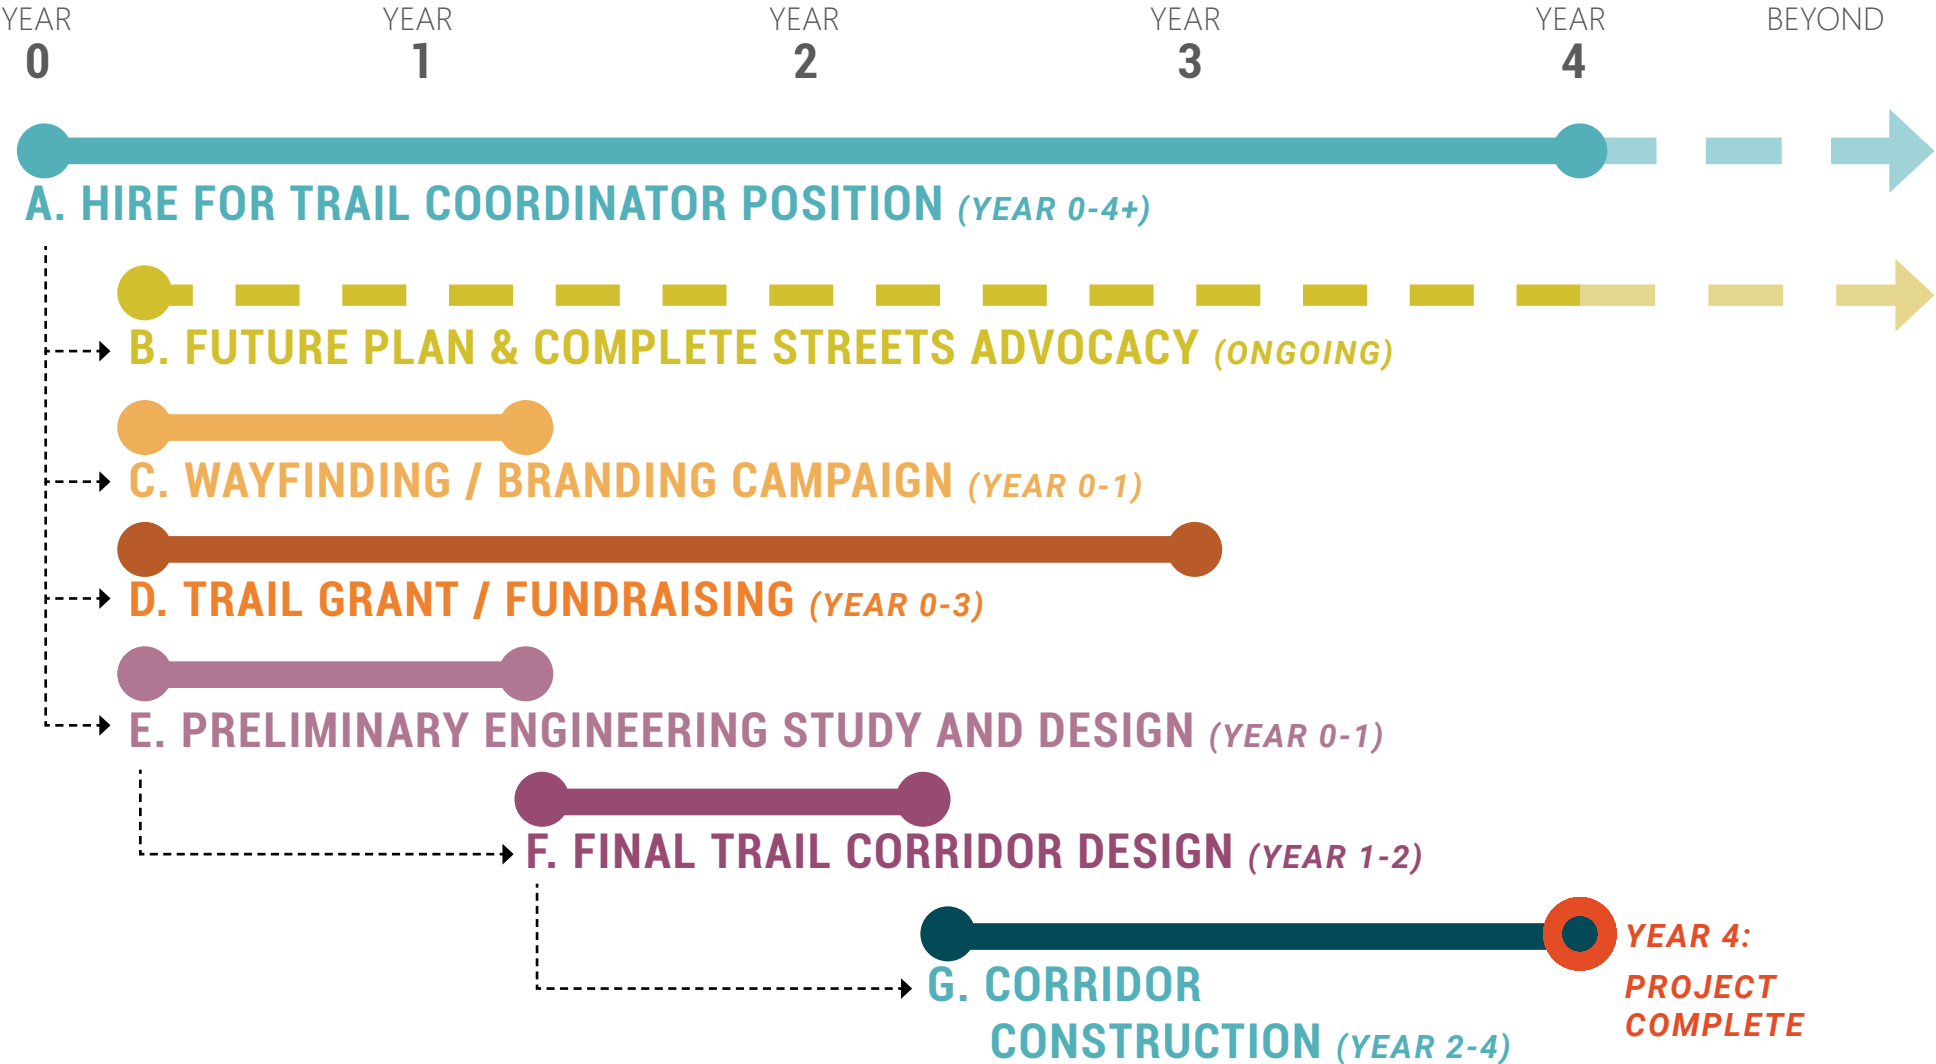 YEAR YEAR YEAR YEAR YEAR BEYOND
0 1 2 3 4
A. HIRE FOR TRAIL COORDINATOR POSITION (YEAR 0-4+)
B. FUTURE PLAN & COMPLETE STREETS ADVOCACY (ONGOING)
C. WAYFINDING / BRANDING CAMPAIGN (YEAR 0-1)
D. TRAIL GRANT / FUNDRAISING (YEAR 0-3)
E. PRELIMINARY ENGINEERING STUDY AND DESIGN (YEAR 0-1)
F. FINAL TRAIL CORRIDOR DESIGN (YEAR 1-2)
G. CORRIDOR
CONSTRUCTION (YEAR 2-4)
YEAR 4:
PROJECT
COMPLETE